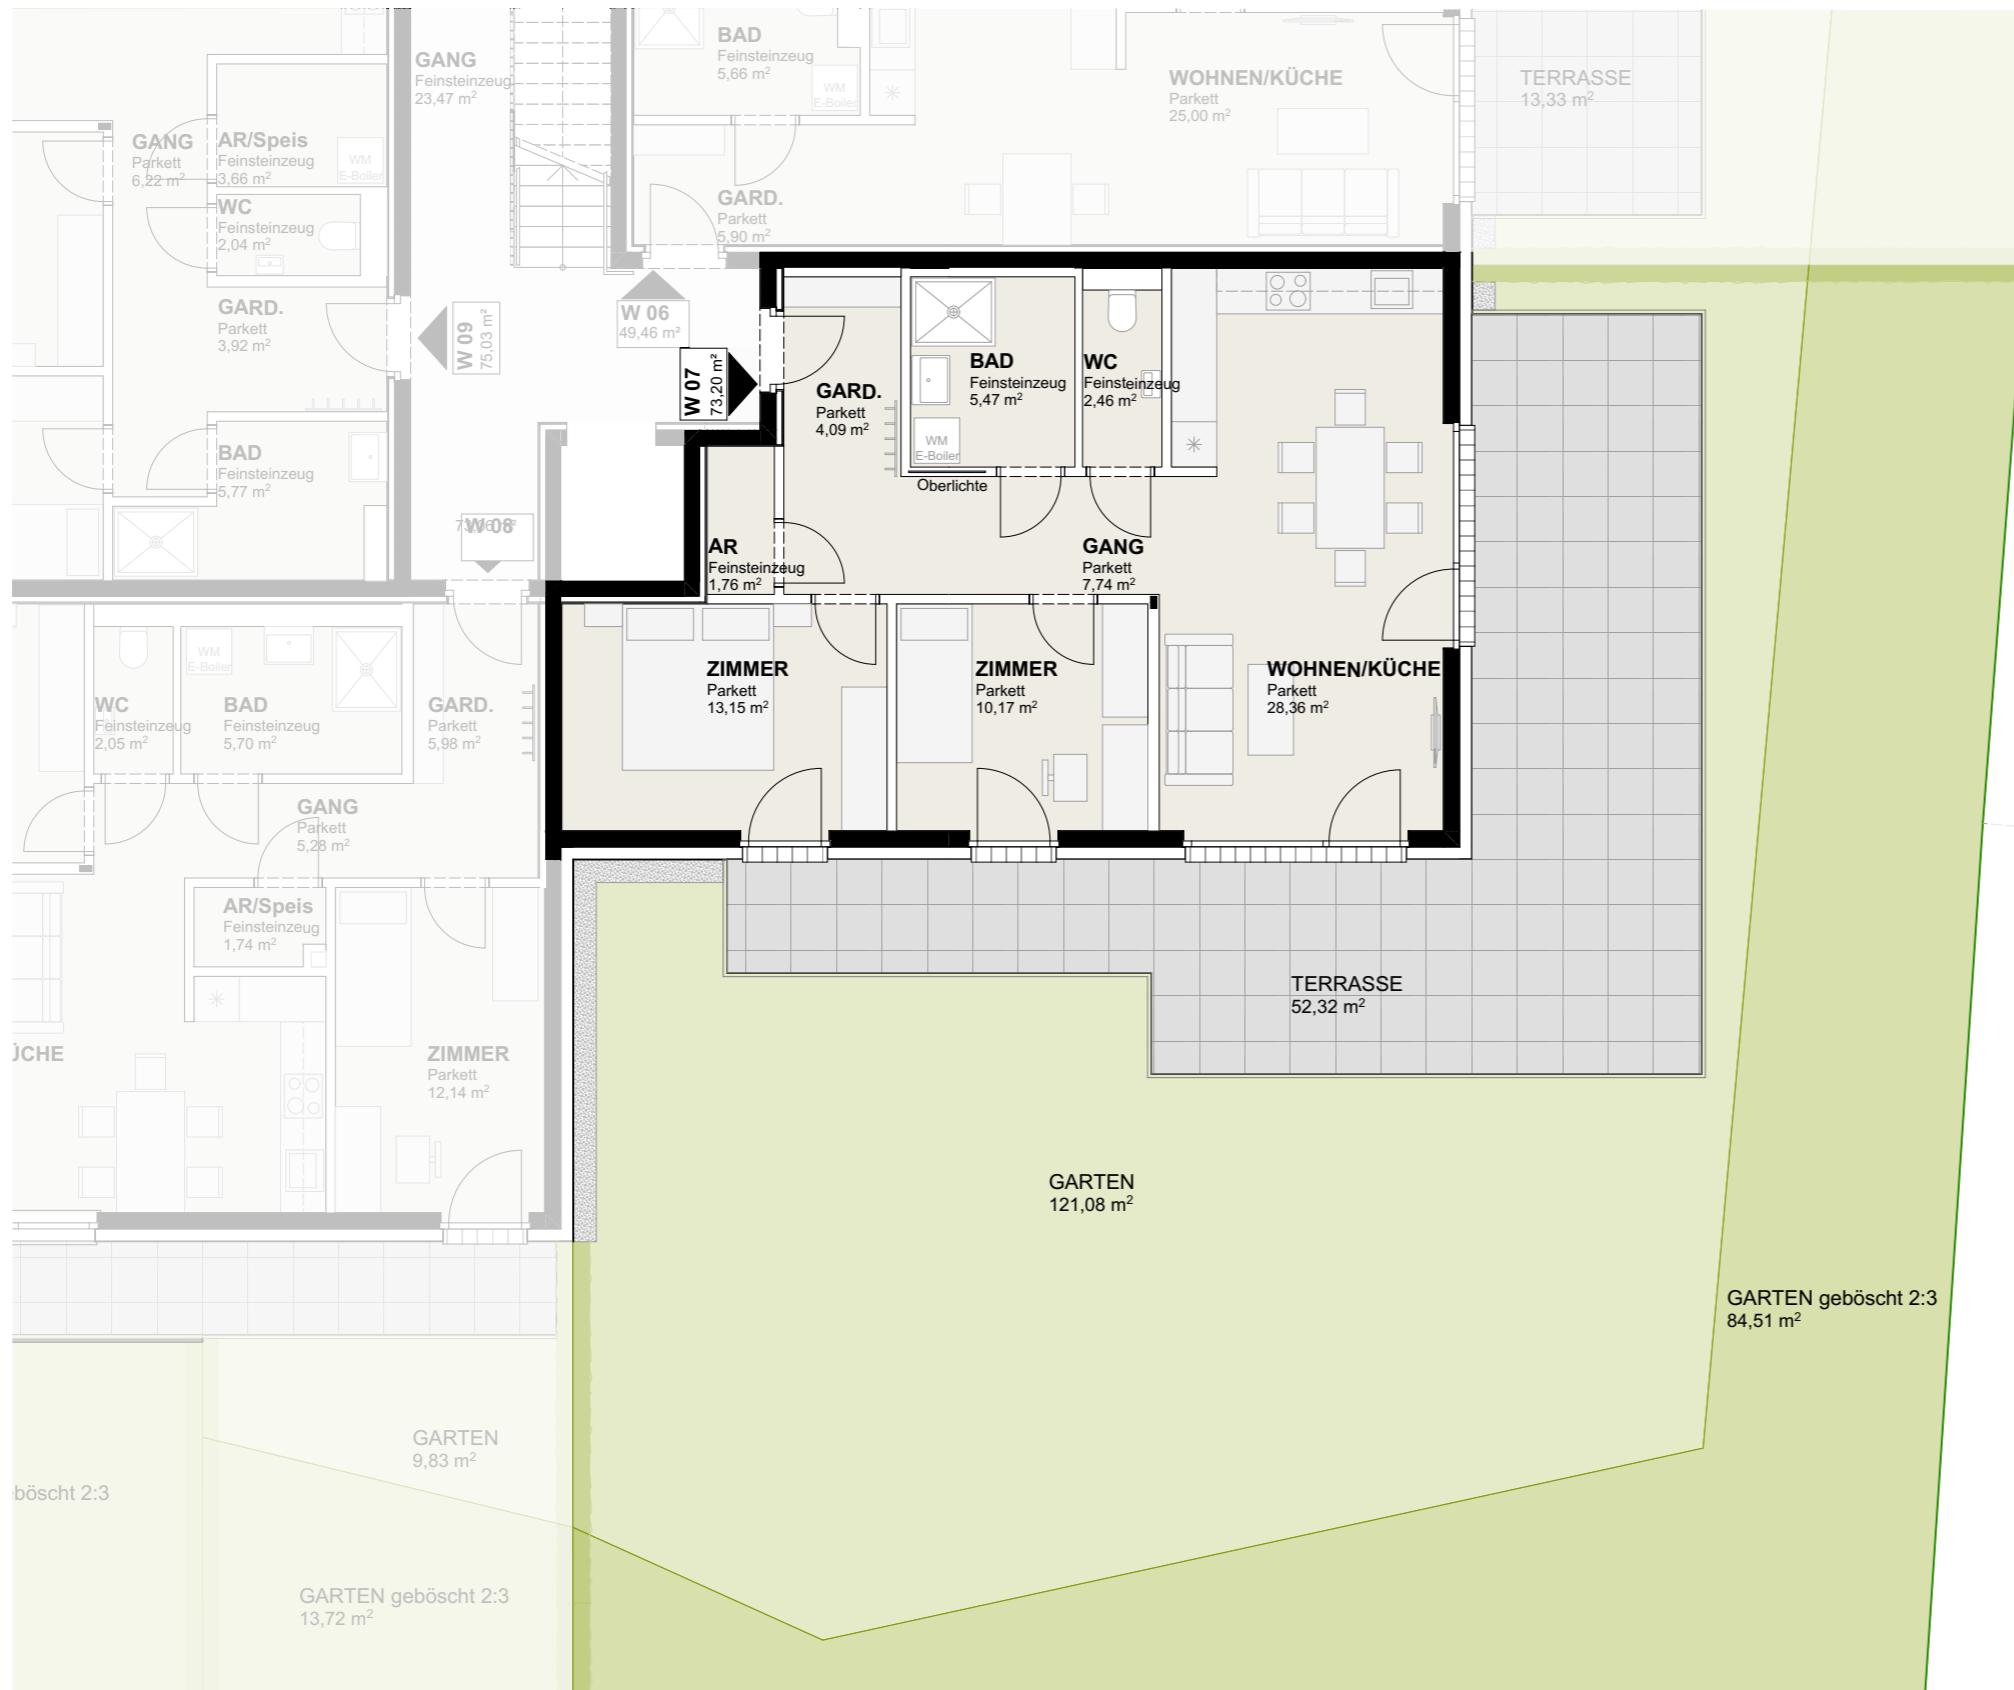 GANG
Feinsteinzeug
23,47 m²
BAD
Feinsteinzeug
5,66 m²
WM
E-Boiler
WOHNEN/KÜCHE
Parkett
25,00 m²
TERRASSE
13,33 m²
GANG
Parkett
6,22 m²
AR/Speis
Feinsteinzeug
3,66 m²
WM
E-Boiler
WC
Feinsteinzeug
2,04 m²
GARD.
Parkett
5,90 m²
GARD.
Parkett
3,92 m²
W 09
75,03 m²
W 06
49,46 m²
W 07
73,20 m²
GARD.
Parkett
4,09 m²
BAD
Feinsteinzeug
5,47 m²
WM
E-Boiler
WC
Feinsteinzeug
2,46 m²
Oberlichte
BAD
Feinsteinzeug
5,77 m²
W 08
AR
Feinsteinzeug
1,76 m²
GANG
Parkett
7,74 m²
ZIMMER
Parkett
13,15 m²
ZIMMER
Parkett
10,17 m²
WOHNEN/KÜCHE
Parkett
28,36 m²
WC
Feinsteinzeug
2,05 m²
WM
E-Boiler
BAD
Feinsteinzeug
5,70 m²
GARD.
Parkett
5,98 m²
GANG
Parkett
5,28 m²
AR/Speis
Feinsteinzeug
1,74 m²
ÜCHE
ZIMMER
Parkett
12,14 m²
TERRASSE
52,32 m²
GARTEN
121,08 m²
GARTEN geböscht 2:3
84,51 m²
GARTEN
9,83 m²
böscht 2:3
GARTEN geböscht 2:3
13,72 m²